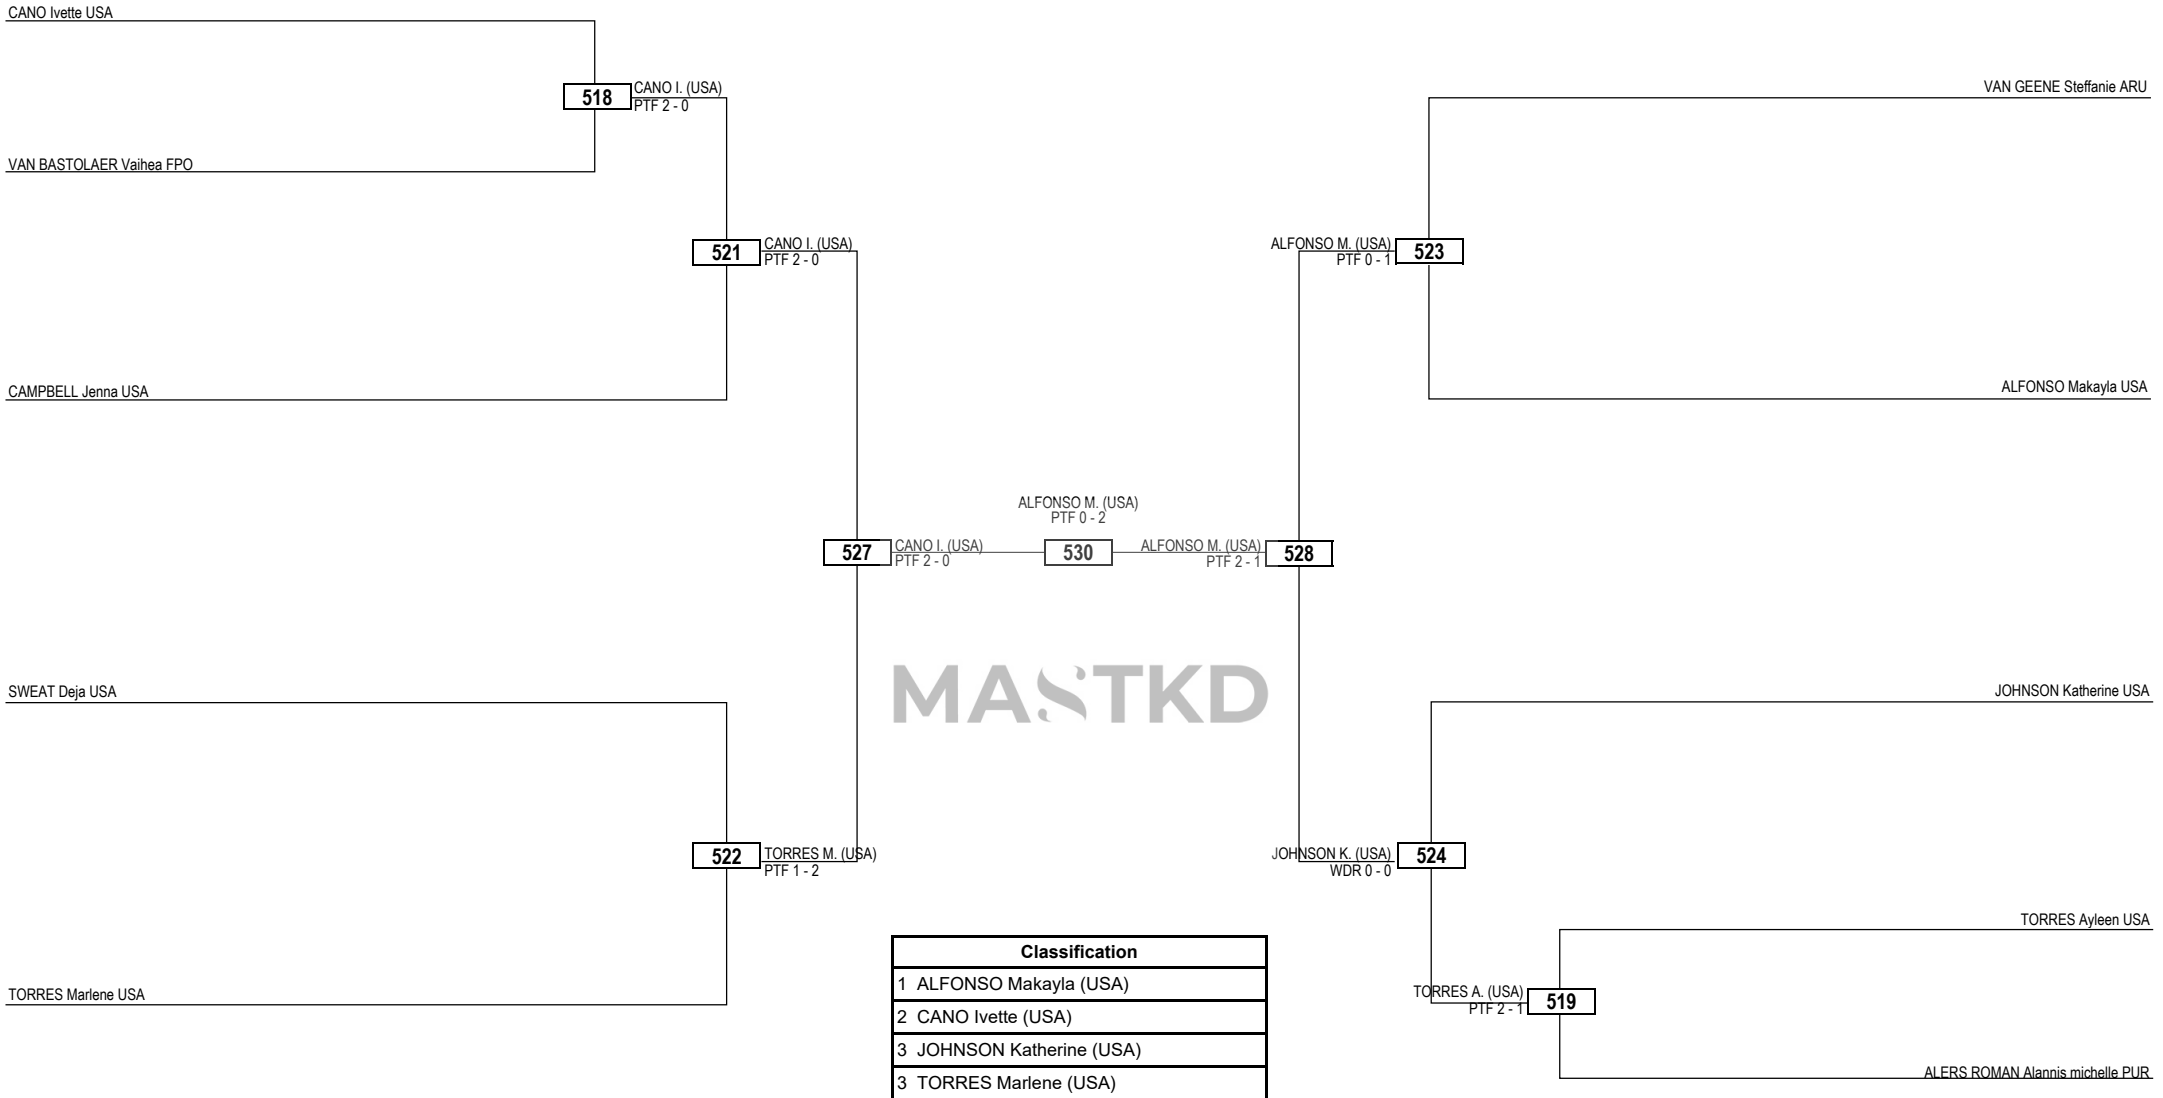 CANO Ivette USA
518
CANO I. (USA)
PTF 2 - 0
VAN BASTOLAER Vaihea FPO
521
CANO I. (USA)
PTF 2 - 0
CAMPBELL Jenna USA
SWEAT Deja USA
522
TORRES M. (USA)
PTF 1 - 2
TORRES Marlene USA
527
CANO I. (USA)
PTF 2 - 0
ALFONSO M. (USA)
PTF 0 - 2
530
ALFONSO M. (USA)
PTF 2 - 1
528
VAN GEENE Steffanie ARU
ALFONSO M. (USA)
PTF 0 - 1
523
ALFONSO Makayla USA
JOHNSON Katherine USA
JOHNSON K. (USA)
WDR 0 - 0
524
TORRES Ayleen USA
TORRES A. (USA)
PTF 2 - 1
519
ALERS ROMAN Alannis michelle PUR
MASTKD
Classification
1 ALFONSO Makayla (USA)
2 CANO Ivette (USA)
3 JOHNSON Katherine (USA)
3 TORRES Marlene (USA)